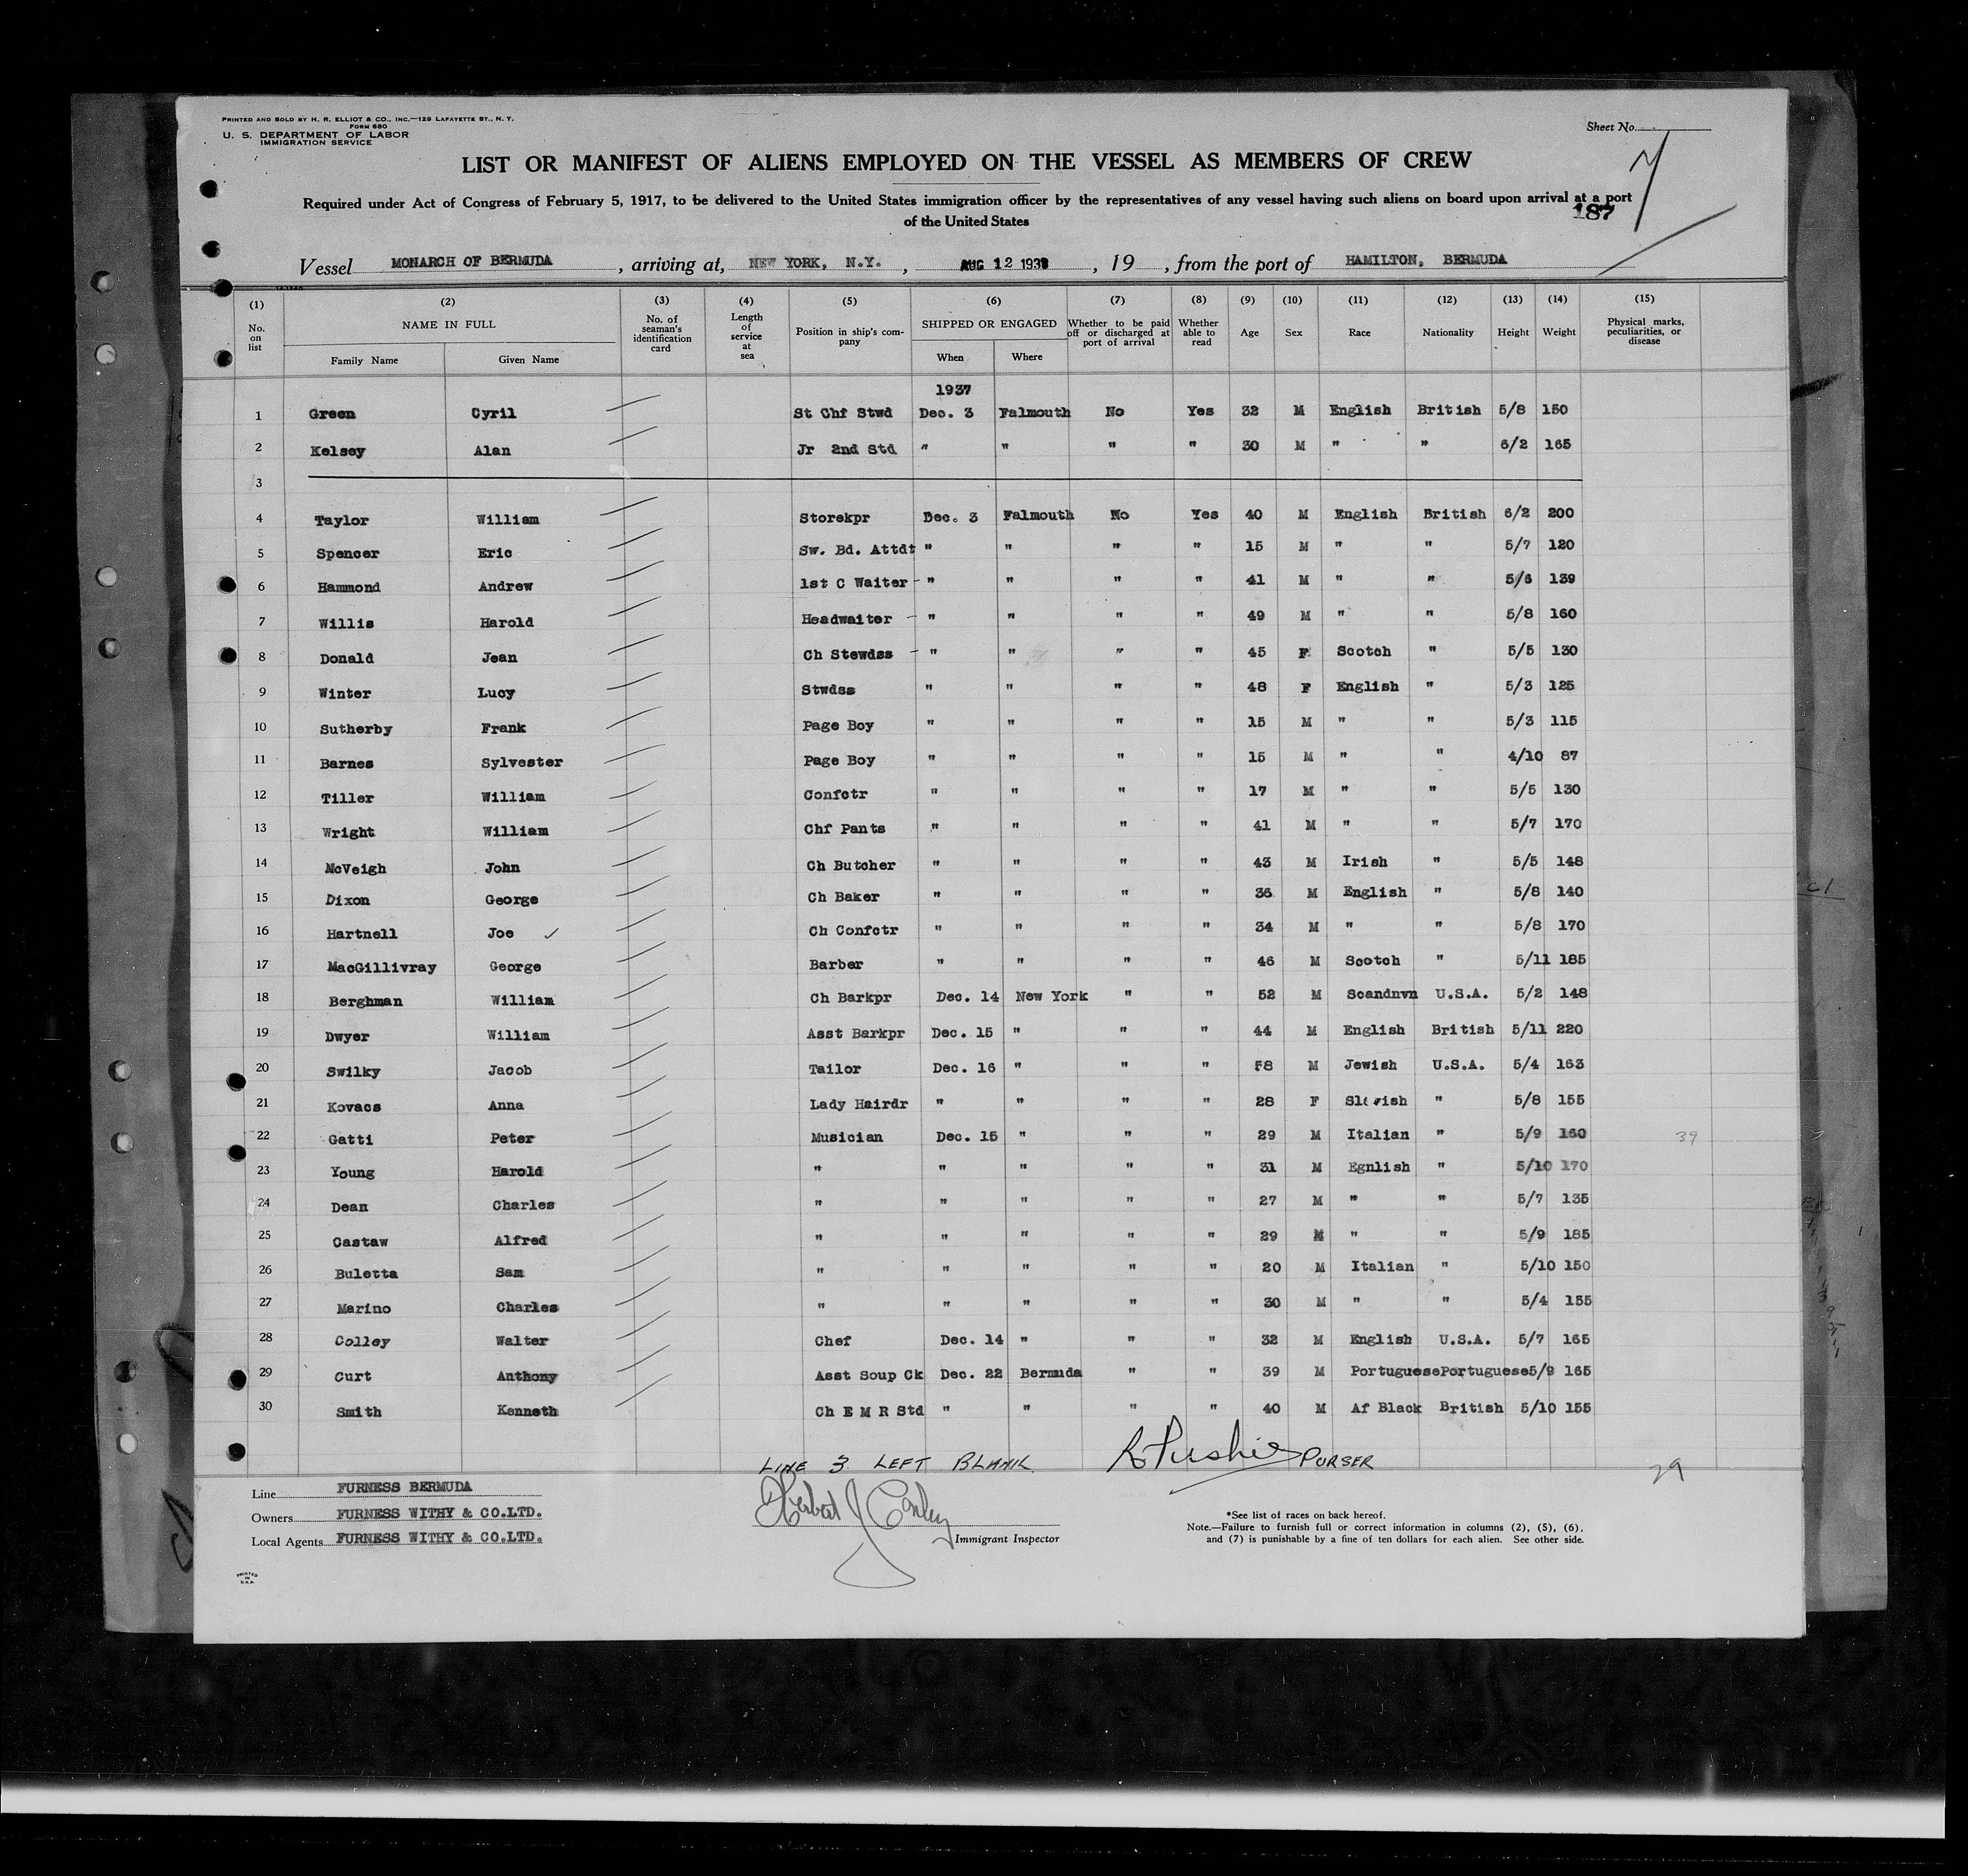 PRINTED AND SOLD BY H. R. ELLIOT & CO., INC.—129 LAFAYETTE ST., N. Y.
FORM 680
U. S. DEPARTMENT OF LABOR
IMMIGRATION SERVICE
Sheet No.
7
LIST OR MANIFEST OF ALIENS EMPLOYED ON THE VESSEL AS MEMBERS OF CREW
Required under Act of Congress of February 5, 1917, to be delivered to the United States immigration officer by the representatives of any vessel having such aliens on board upon arrival at a port
of the United States
187
Vessel MONARCH OF BERMUDA , arriving at, NEW YORK, N.Y. , AUG 12 1938 , 19 , from the port of HAMILTON, BERMUDA
(1) (2) (3) (4) (5) (6) (7) (8) (9) (10) (11) (12) (13) (14) (15)
No. on list NAME IN FULL Family Name Given Name No. of seaman's identification card Length of service at sea Position in ship's company SHIPPED OR ENGAGED When Where Whether to be paid off or discharged at port of arrival Whether able to read Age Sex Race Nationality Height Weight Physical marks, peculiarities, or disease
1937
1 Green Cyril St Chf Stwd Dec. 3 Falmouth No Yes 32 M English British 5/8 150
2 Kelsey Alan Jr 2nd Std " " " " 30 M " " 6/2 165
3
4 Taylor William Storekpr Dec. 3 Falmouth No Yes 40 M English British 6/2 200
5 Spencer Eric Sw. Bd. Attdt " " " " 15 M " " 5/7 120
6 Hammond Andrew 1st C Waiter - " " " " 41 M " " 5/6 139
7 Willis Harold Headwaiter - " " " " 49 M " " 5/8 160
8 Donald Jean Ch Stewdss - " " " " 45 F Scotch " 5/5 130
9 Winter Lucy Stwdss " " " " 48 F English " 5/3 125
10 Sutherby Frank Page Boy " " " " 15 M " " 5/3 115
11 Barnes Sylvester Page Boy " " " " 15 M " " 4/10 87
12 Tiller William Confctr " " " " 17 M " " 5/5 130
13 Wright William Chf Pants " " " " 41 M " " 5/7 170
14 McVeigh John Ch Butcher " " " " 43 M Irish " 5/5 148
15 Dixon George Ch Baker " " " " 36 M English " 5/8 140
16 Hartnell Joe ✓ Ch Confctr " " " " 34 M " " 5/8 170
17 MacGillivray George Barber " " " " 46 M Scotch " 5/11 185
18 Berghman William Ch Barkpr Dec. 14 New York " " 52 M Scandnvn U.S.A. 5/2 148
19 Dwyer William Asst Barkpr Dec. 15 " " " 44 M English British 5/11 220
20 Swilky Jacob Tailor Dec. 16 " " " 58 M Jewish U.S.A. 5/4 163
21 Kovacs Anna Lady Hairdr " " " " 28 F " 5/8 155
22 Gatti Peter Musician Dec. 15 " " " 29 M Italian " 5/9 160 39
23 Young Harold " " " " " 31 M Egnlish " 5/10 170
24 Dean Charles " " " " " 27 M " " 5/7 135
25 Castaw Alfred " " " " " 29 M " " 5/9 185
26 Buletta Sam " " " " " 20 M Italian " 5/10 150
27 Marino Charles " " " " " 30 M " " 5/4 155
28 Colley Walter Chef Dec. 14 " " " 32 M English U.S.A. 5/7 165
29 Curt Anthony Asst Soup Ck Dec. 22 Bermuda " " 39 M Portuguese Portuguese 5/9 165
30 Smith Kenneth Ch E M R Std " " " " 40 M Af Black British 5/10 155
LINE 3 LEFT BLANK
PURSER
29
Line FURNESS BERMUDA
Owners FURNESS WITHY & CO.LTD.
Local Agents FURNESS WITHY & CO.LTD.
Immigrant Inspector
*See list of races on back hereof.
Note.—Failure to furnish full or correct information in columns (2), (5), (6),
and (7) is punishable by a fine of ten dollars for each alien. See other side.
PRINTED
IN
U.S.A.